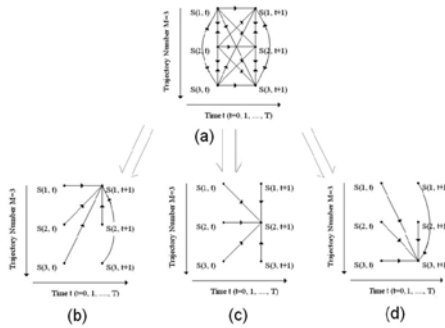 S(1, t) S(1, t+1)
S(2, t) S(2, t+1)
S(3, t) S(3, t+1)
Trajectory Number M=3
Time t (t=0, 1, ..., T)
(a)
S(1, t) S(1, t+1)
S(2, t) S(2, t+1)
S(3, t) S(3, t+1)
Trajectory Number M=3
Time t (t=0, 1, ..., T)
(b)
S(1, t) S(1, t+1)
S(2, t) S(2, t+1)
S(3, t) S(3, t+1)
Trajectory Number M=3
Time t (t=0, 1, ..., T)
(c)
S(1, t) S(1, t+1)
S(2, t) S(2, t+1)
S(3, t) S(3, t+1)
Trajectory Number M=3
Time t (t=0, 1, ..., T)
(d)